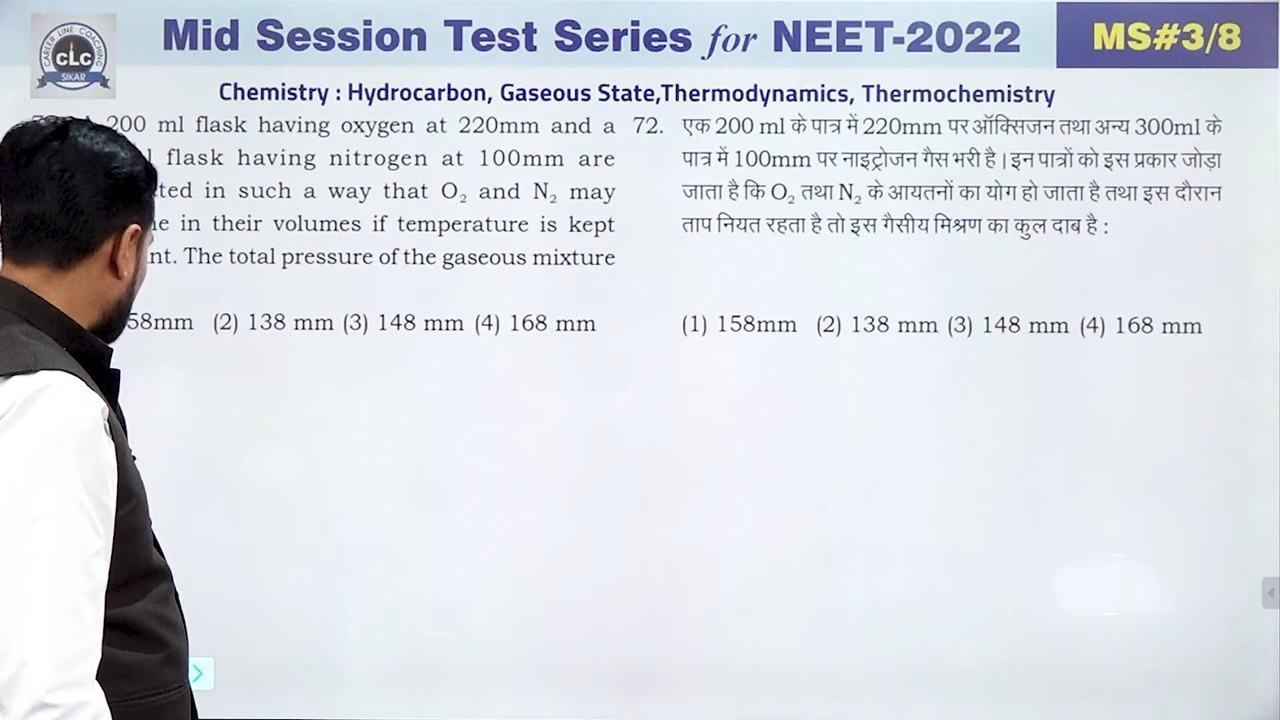 CAREER LINE COACHING
CLC
SIKAR
Mid Session Test Series for NEET-2022
MS#3/8
Chemistry : Hydrocarbon, Gaseous State,Thermodynamics, Thermochemistry
200 ml flask having oxygen at 220mm and a
flask having nitrogen at 100mm are
in such a way that O₂ and N₂ may
in their volumes if temperature is kept
The total pressure of the gaseous mixture
58mm (2) 138 mm (3) 148 mm (4) 168 mm
72. एक 200 ml के पात्र में 220mm पर ऑक्सिजन तथा अन्य 300ml के
पात्र में 100mm पर नाइट्रोजन गैस भरी है। इन पात्रों को इस प्रकार जोड़ा
जाता है कि O₂ तथा N₂ के आयतनों का योग हो जाता है तथा इस दौरान
ताप नियत रहता है तो इस गैसीय मिश्रण का कुल दाब है :
(1) 158mm (2) 138 mm (3) 148 mm (4) 168 mm